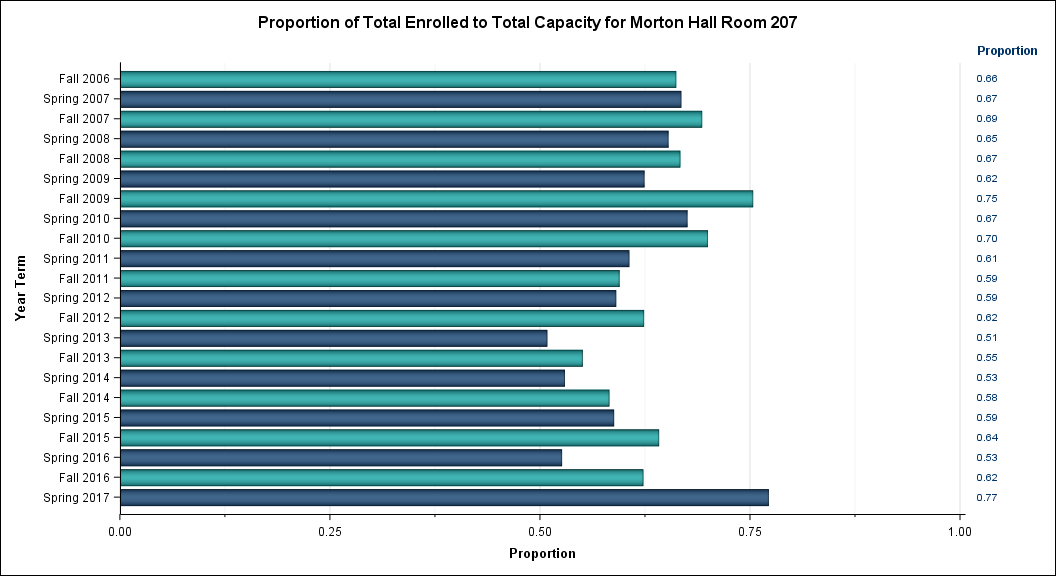 Proportion of Total Enrolled to Total Capacity for Morton Hall Room 207
Proportion
Fall 2006 0.66
Spring 2007 0.67
Fall 2007 0.69
Spring 2008 0.65
Fall 2008 0.67
Spring 2009 0.62
Fall 2009 0.75
Spring 2010 0.67
Fall 2010 0.70
Spring 2011 0.61
Fall 2011 0.59
Spring 2012 0.59
Fall 2012 0.62
Spring 2013 0.51
Fall 2013 0.55
Spring 2014 0.53
Fall 2014 0.58
Spring 2015 0.59
Fall 2015 0.64
Spring 2016 0.53
Fall 2016 0.62
Spring 2017 0.77
Year Term
0.00 0.25 0.50 0.75 1.00
Proportion